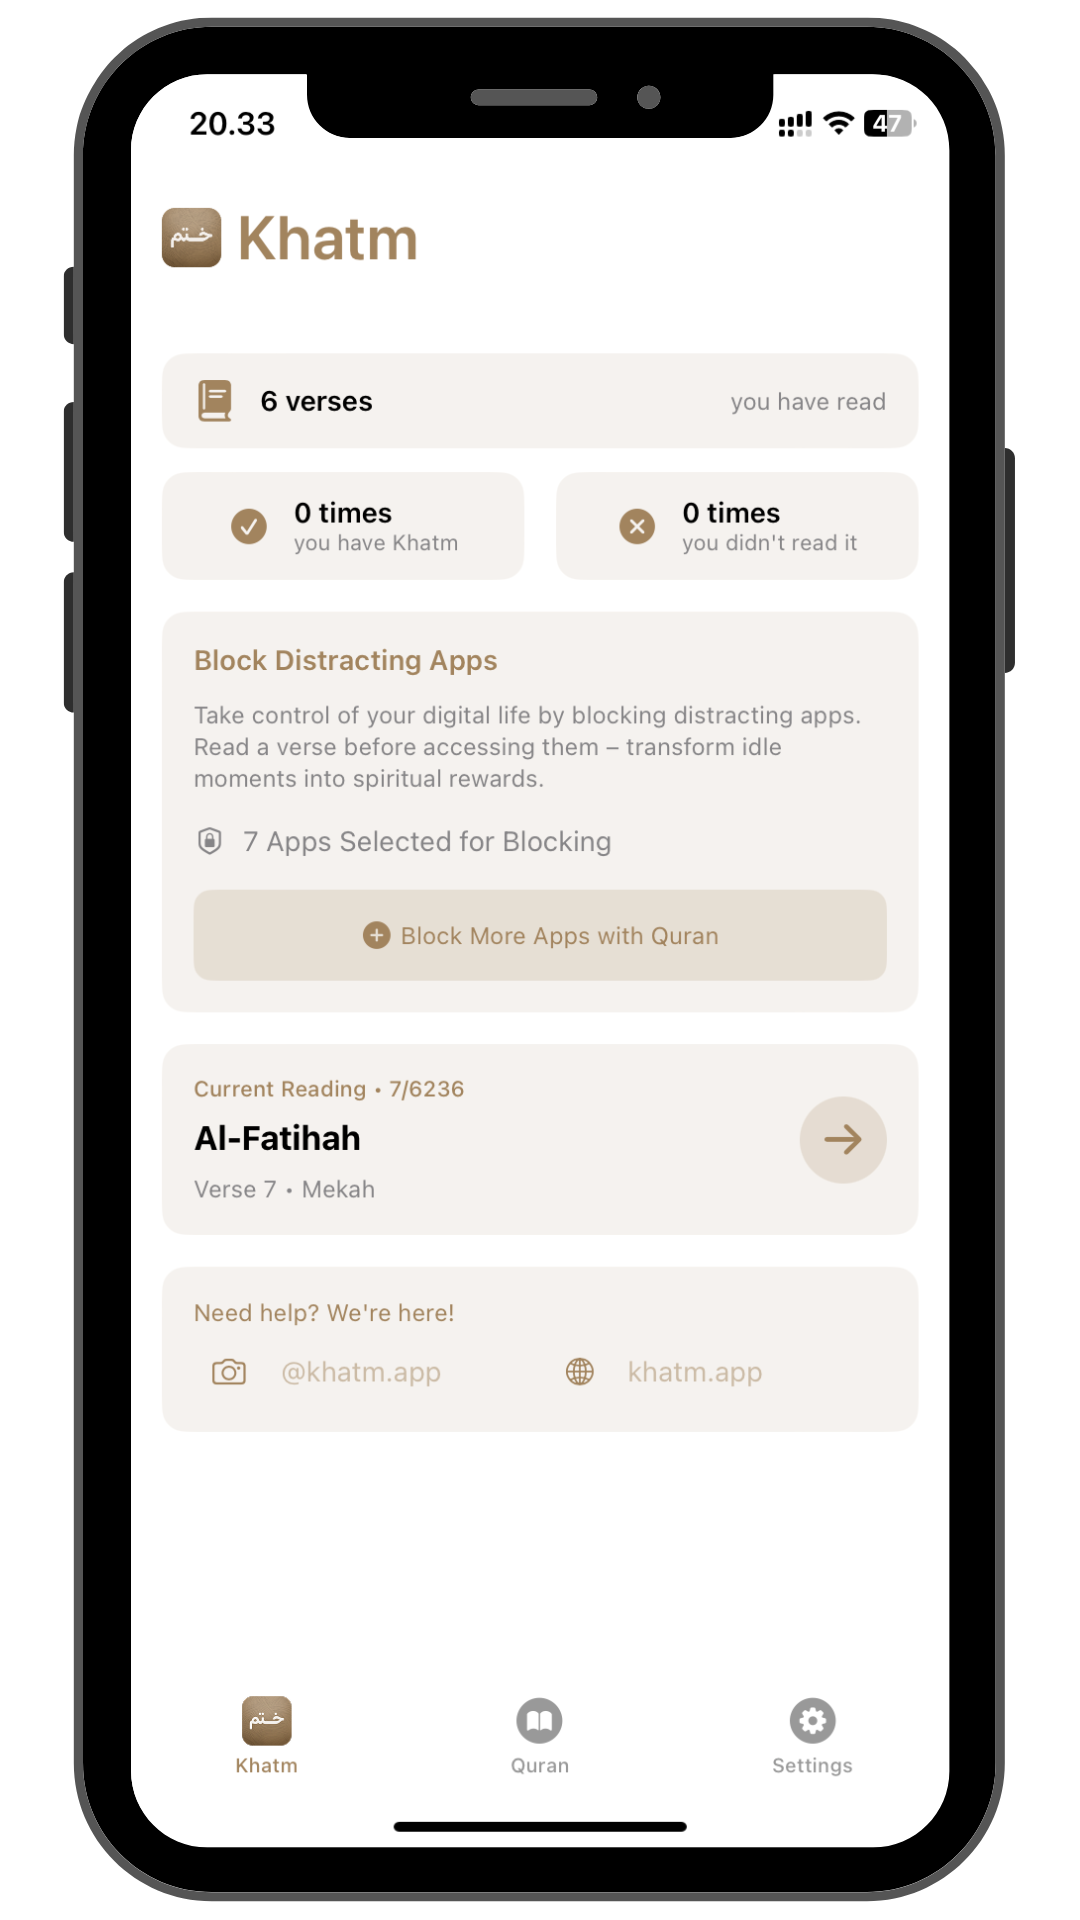 20.33
47
ختم
Khatm
6 verses
you have read
0 times
you have Khatm
0 times
you didn't read it
Block Distracting Apps
Take control of your digital life by blocking distracting apps.
Read a verse before accessing them – transform idle
moments into spiritual rewards.
7 Apps Selected for Blocking
Block More Apps with Quran
Current Reading • 7/6236
Al-Fatihah
Verse 7 • Mekah
Need help? We're here!
@khatm.app
khatm.app
ختم
Khatm
Quran
Settings